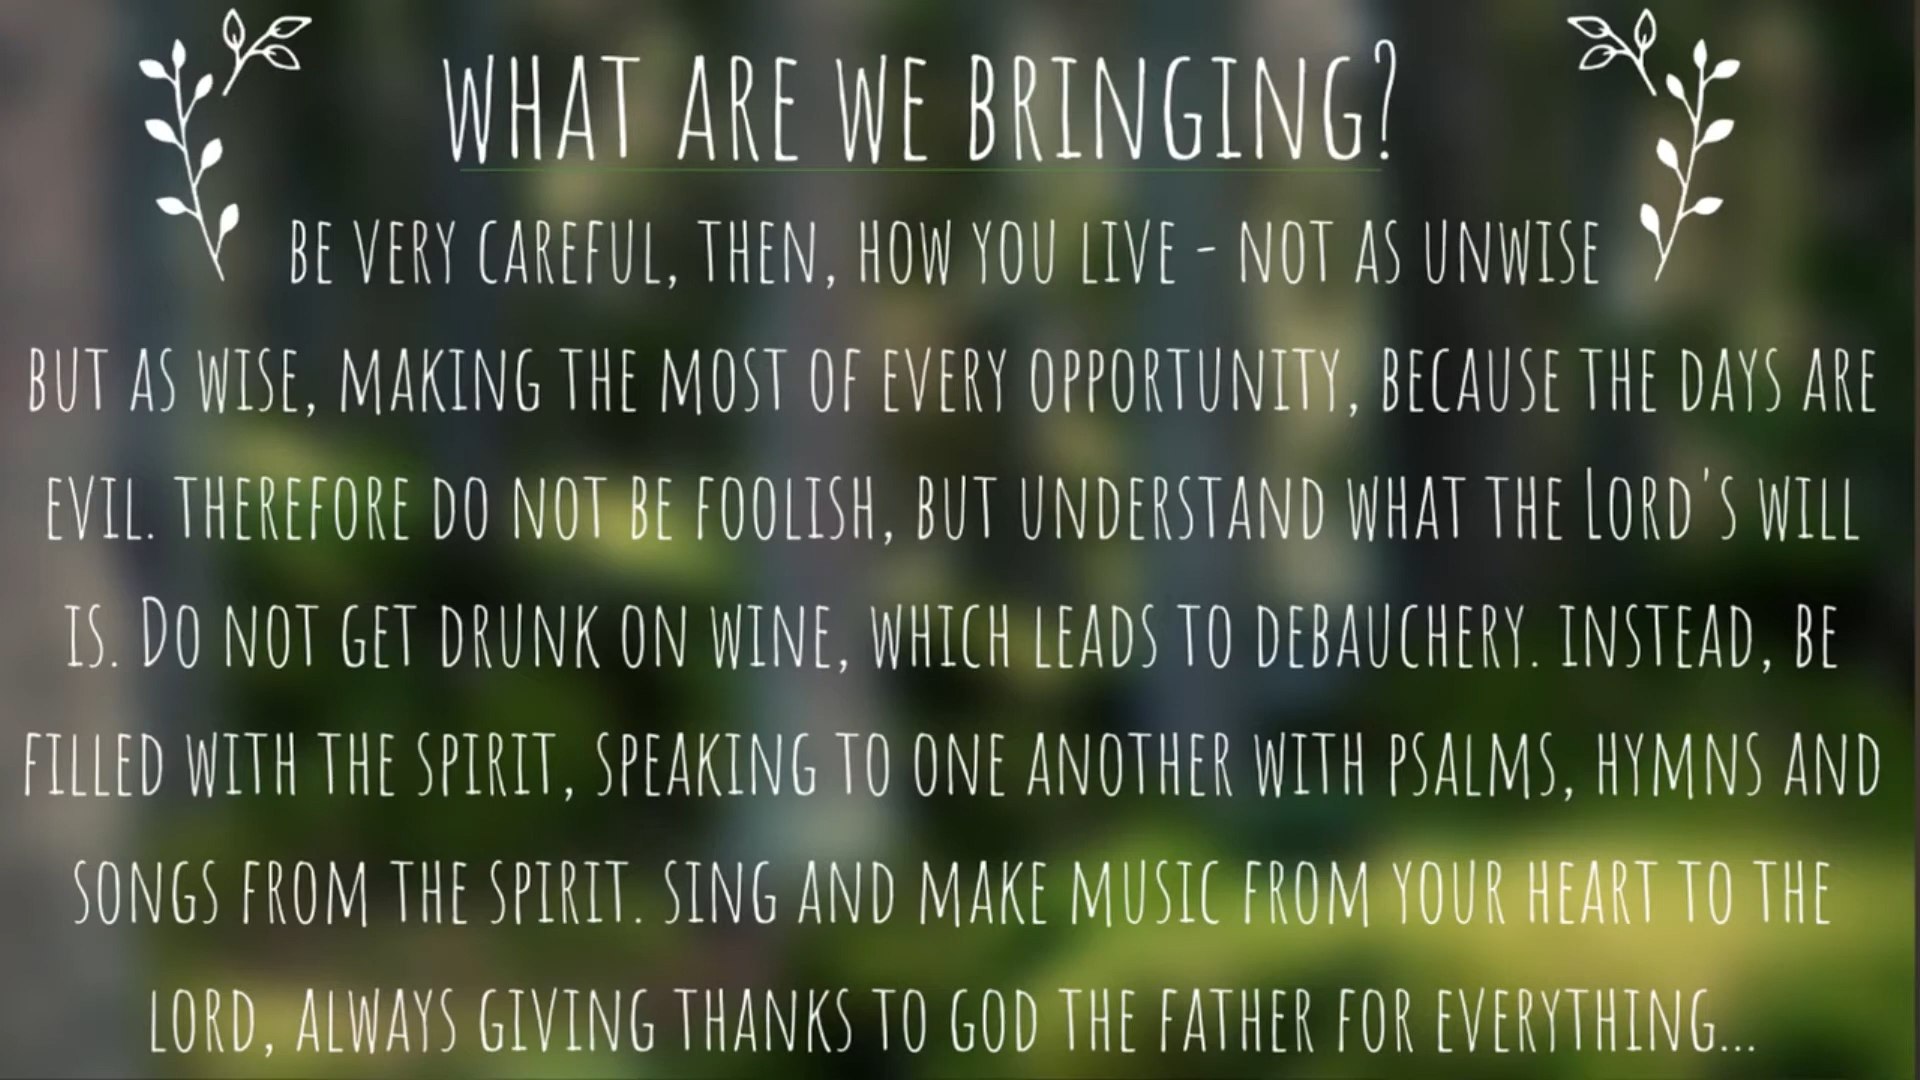 WHAT ARE WE BRINGING?
BE VERY CAREFUL, THEN, HOW YOU LIVE - NOT AS UNWISE
BUT AS WISE, MAKING THE MOST OF EVERY OPPORTUNITY, BECAUSE THE DAYS ARE
EVIL. THEREFORE DO NOT BE FOOLISH, BUT UNDERSTAND WHAT THE LORD'S WILL
IS. DO NOT GET DRUNK ON WINE, WHICH LEADS TO DEBAUCHERY. INSTEAD, BE
FILLED WITH THE SPIRIT, SPEAKING TO ONE ANOTHER WITH PSALMS, HYMNS AND
SONGS FROM THE SPIRIT. SING AND MAKE MUSIC FROM YOUR HEART TO THE
LORD, ALWAYS GIVING THANKS TO GOD THE FATHER FOR EVERYTHING...